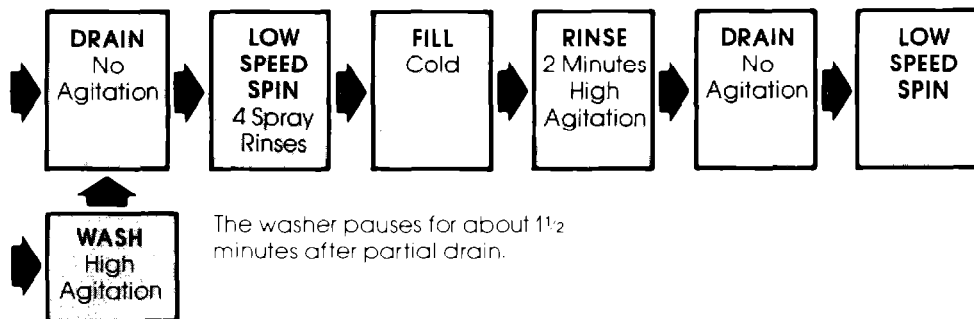 DRAIN
No
Agitation
LOW
SPEED
SPIN
4 Spray
Rinses
FILL
Cold
RINSE
2 Minutes
High
Agitation
DRAIN
No
Agitation
LOW
SPEED
SPIN
WASH
High
Agitation
The washer pauses for about 1½
minutes after partial drain.